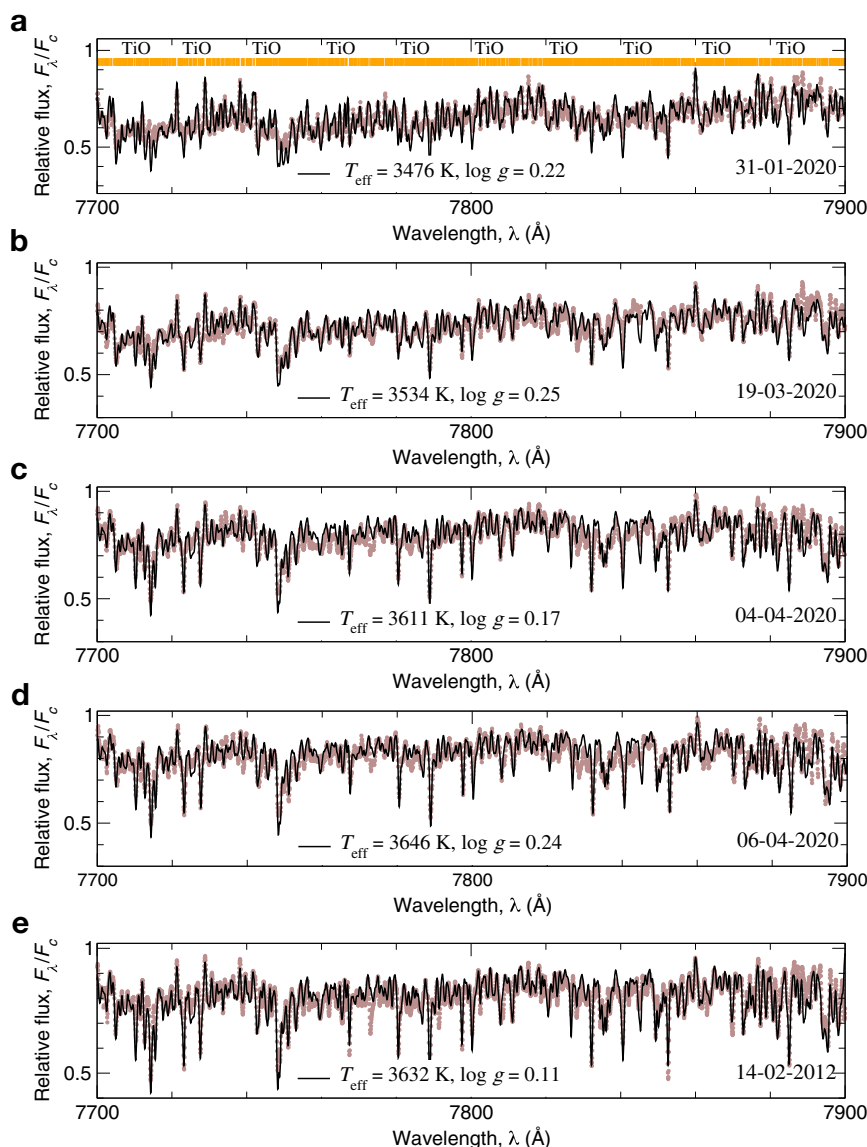 a
TiO TiO TiO TiO TiO TiO TiO TiO TiO TiO
1
0.5
Relative flux, Fλ/Fc
Teff = 3476 K, log g = 0.22
31-01-2020
7700 7800 7900
Wavelength, λ (Å)
b
1
0.5
Relative flux, Fλ/Fc
Teff = 3534 K, log g = 0.25
19-03-2020
7700 7800 7900
Wavelength, λ (Å)
c
1
0.5
Relative flux, Fλ/Fc
Teff = 3611 K, log g = 0.17
04-04-2020
7700 7800 7900
Wavelength, λ (Å)
d
1
0.5
Relative flux, Fλ/Fc
Teff = 3646 K, log g = 0.24
06-04-2020
7700 7800 7900
Wavelength, λ (Å)
e
1
0.5
Relative flux, Fλ/Fc
Teff = 3632 K, log g = 0.11
14-02-2012
7700 7800 7900
Wavelength, λ (Å)